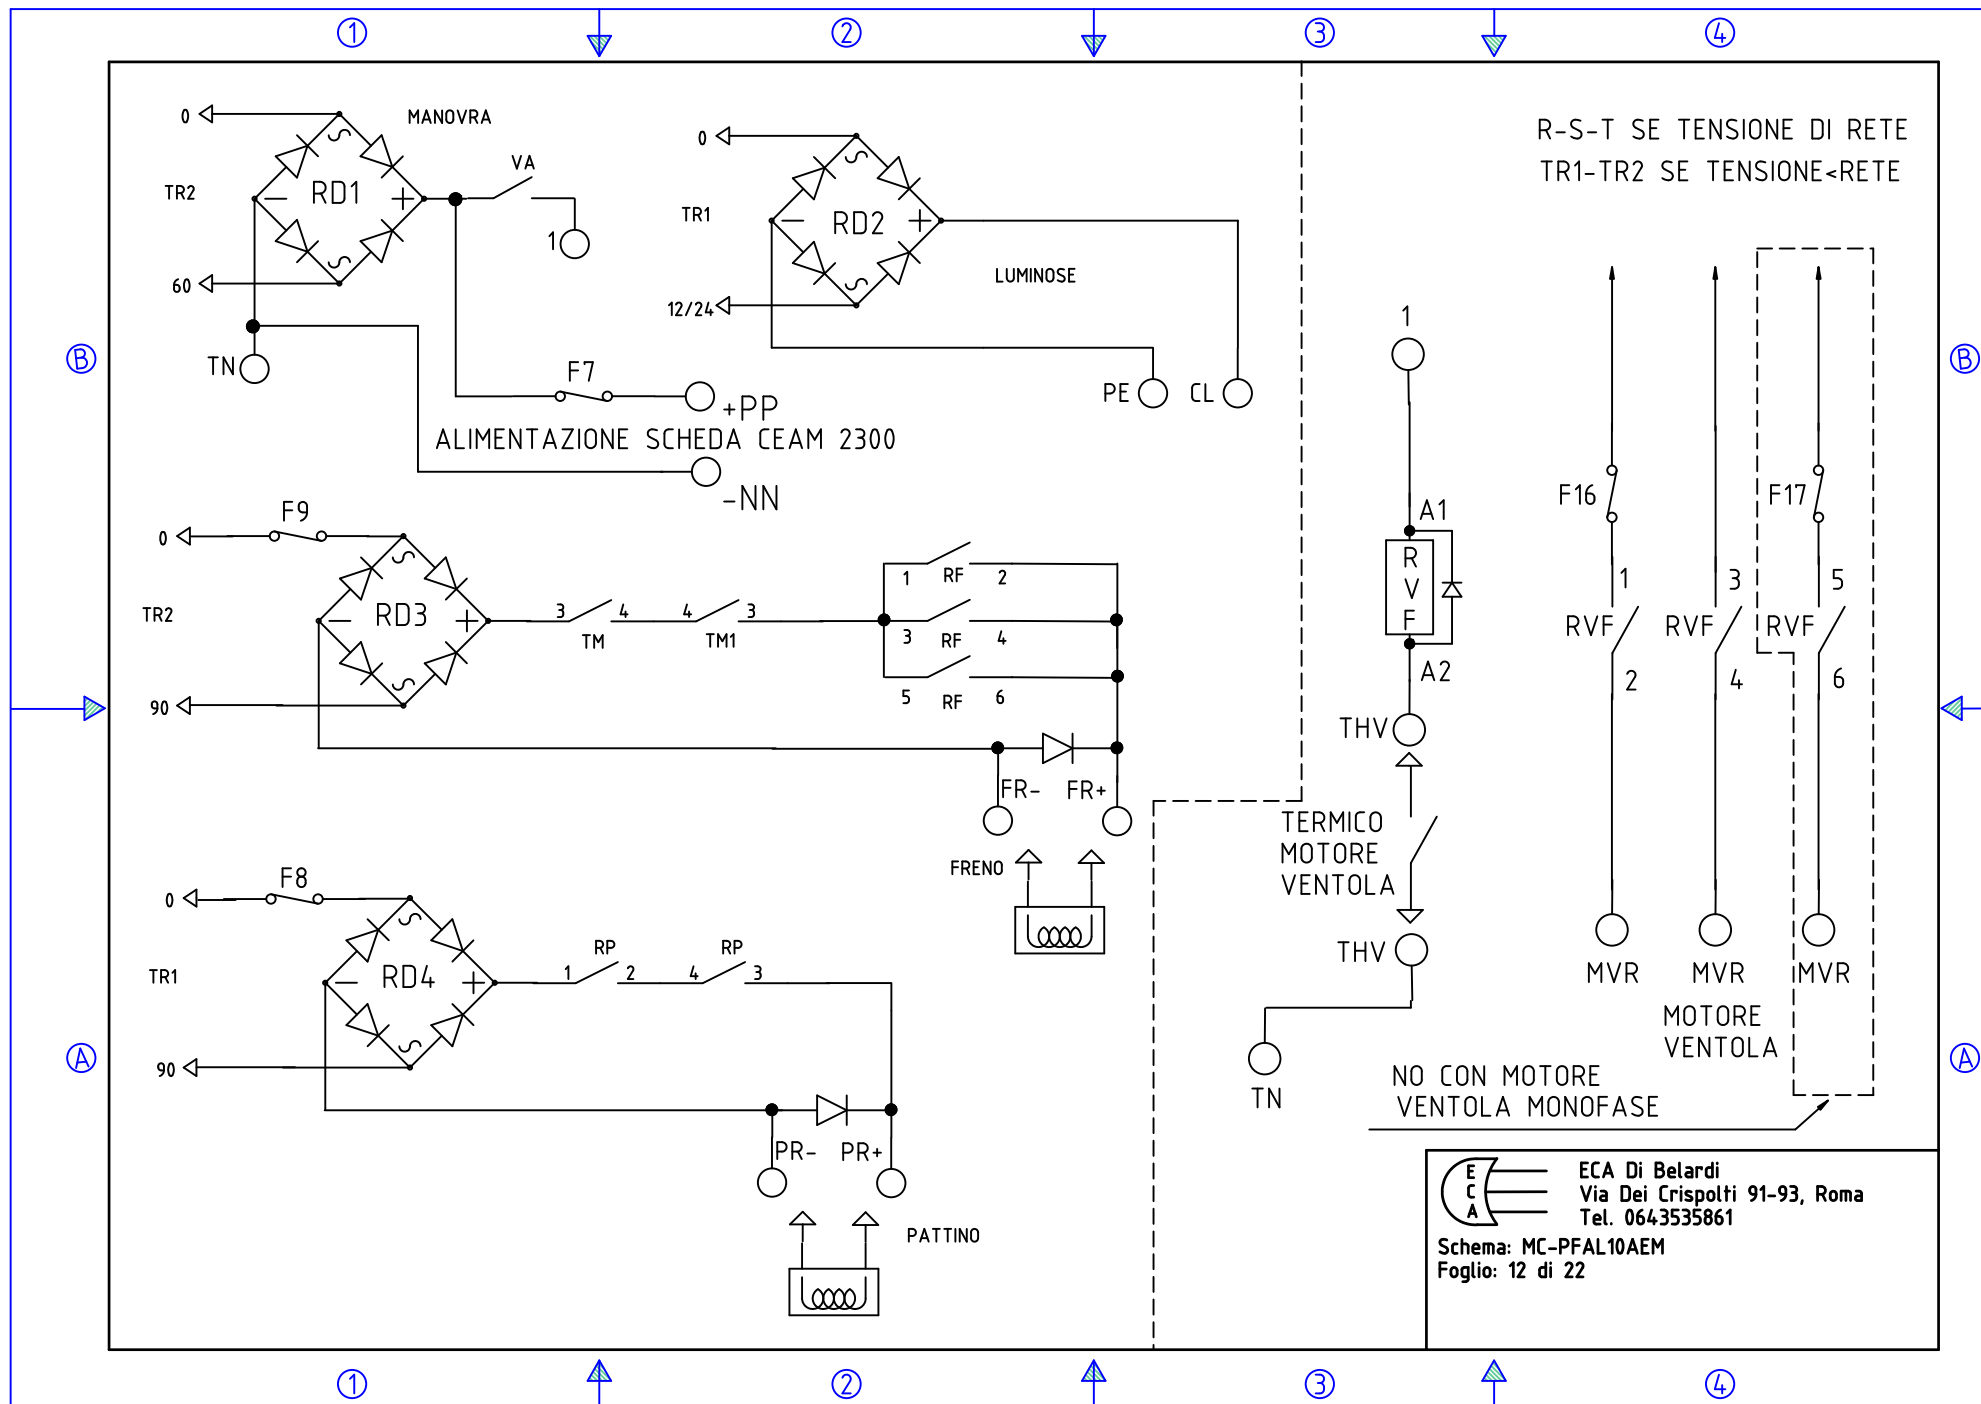 1
2
3
4
B
B
A
A
0
MANOVRA
VA
TR2
RD1
1
60
TN
F7
+PP
ALIMENTAZIONE SCHEDA CEAM 2300
-NN
0
TR1
RD2
LUMINOSE
12/24
PE
CL
F9
0
TR2
RD3
3
4
TM
4
3
TM1
1
RF
2
3
RF
4
5
RF
6
90
FR-
FR+
FRENO
F8
0
TR1
RD4
1
RP
2
4
RP
3
90
PR-
PR+
PATTINO
R-S-T SE TENSIONE DI RETE
TR1-TR2 SE TENSIONE<RETE
1
A1
R
V
F
A2
THV
TERMICO
MOTORE
VENTOLA
THV
TN
F16
F17
1
3
5
RVF
RVF
RVF
2
4
6
MVR
MVR
MVR
MOTORE
VENTOLA
NO CON MOTORE
VENTOLA MONOFASE
E
C
A
ECA Di Belardi
Via Dei Crispolti 91-93, Roma
Tel. 0643535861
Schema: MC-PFAL10AEM
Foglio: 12 di 22
1
2
3
4